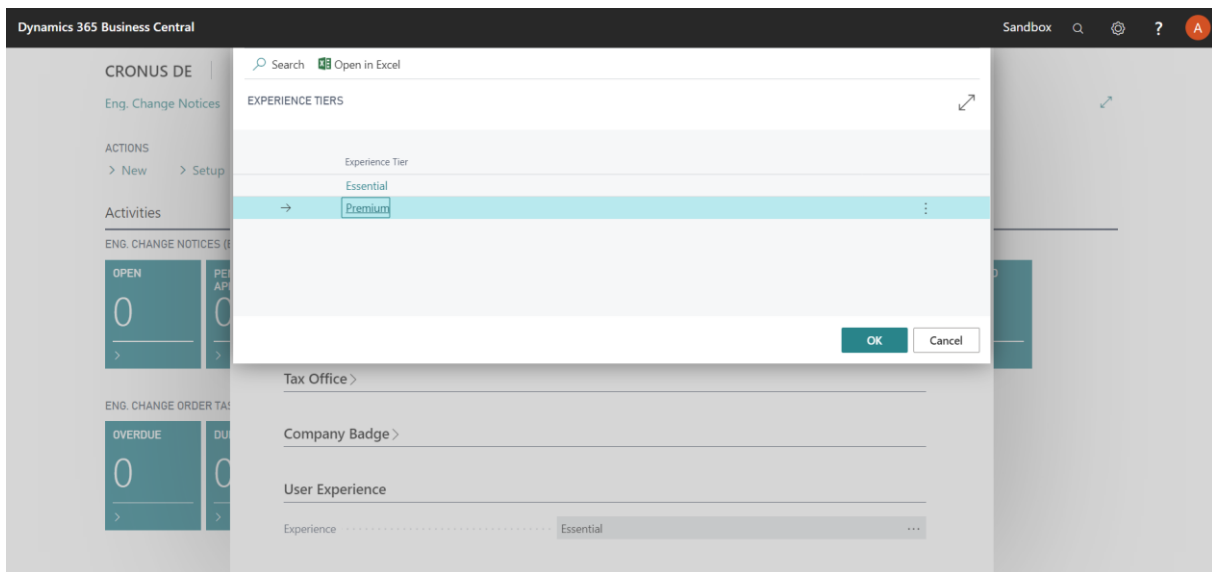 Dynamics 365 Business Central
Sandbox
?
A
CRONUS DE
Search Open in Excel
EXPERIENCE TIERS
Eng. Change Notices
ACTIONS
> New > Setup
Experience Tier
Essential
Premium
Activities
ENG. CHANGE NOTICES (E
OPEN
0
0
OK Cancel
Tax Office
ENG. CHANGE ORDER TAS
OVERDUE
0
0
Company Badge
User Experience
Experience Essential